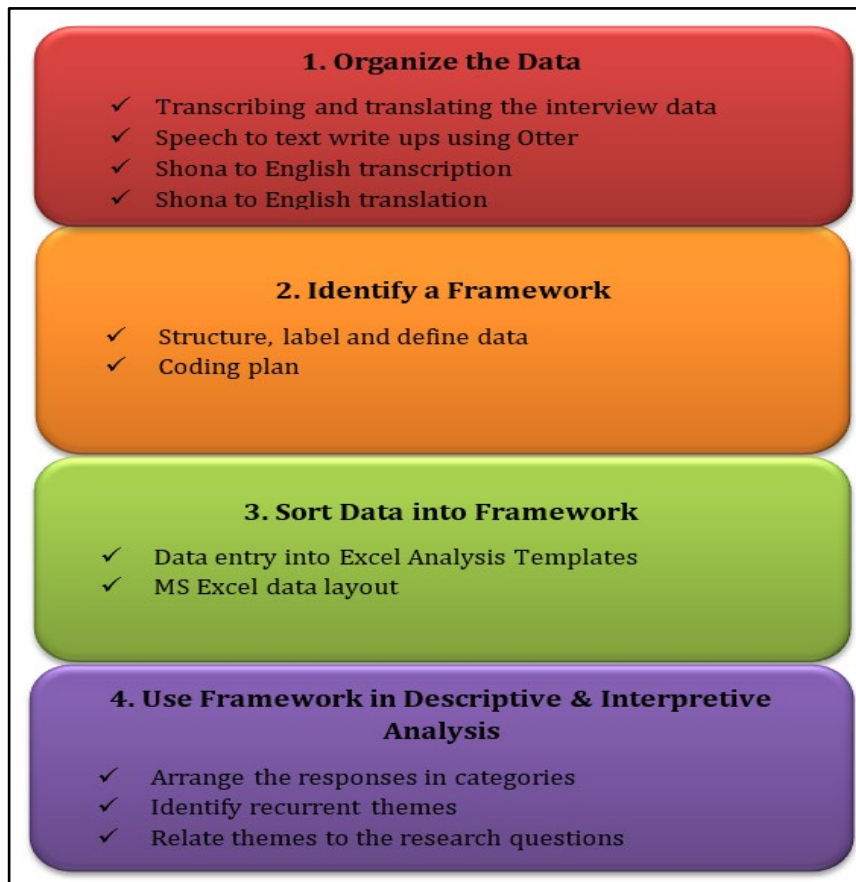 1. Organize the Data
✓ Transcribing and translating the interview data
✓ Speech to text write ups using Otter
✓ Shona to English transcription
✓ Shona to English translation
2. Identify a Framework
✓ Structure, label and define data
✓ Coding plan
3. Sort Data into Framework
✓ Data entry into Excel Analysis Templates
✓ MS Excel data layout
4. Use Framework in Descriptive & Interpretive
Analysis
✓ Arrange the responses in categories
✓ Identify recurrent themes
✓ Relate themes to the research questions